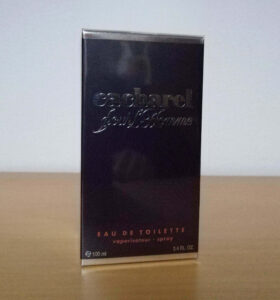 cacharel
pour l'homme
EAU DE TOILETTE
vaporisateur - spray
e 100 ml 3.4 FL. OZ